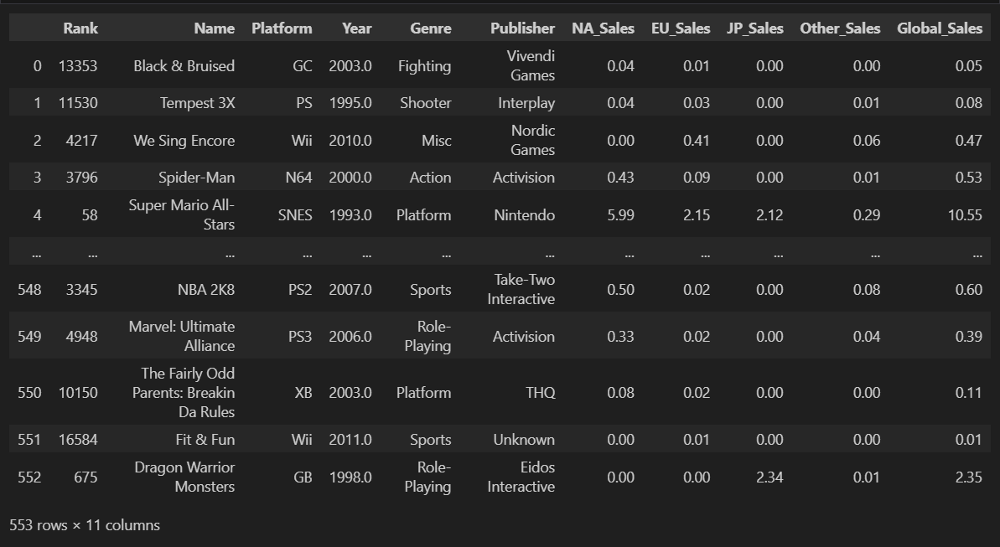 Rank Name Platform Year Genre Publisher NA_Sales EU_Sales JP_Sales Other_Sales Global_Sales
0 13353 Black & Bruised GC 2003.0 Fighting Vivendi Games 0.04 0.01 0.00 0.00 0.05
1 11530 Tempest 3X PS 1995.0 Shooter Interplay 0.04 0.03 0.00 0.01 0.08
2 4217 We Sing Encore Wii 2010.0 Misc Nordic Games 0.00 0.41 0.00 0.06 0.47
3 3796 Spider-Man N64 2000.0 Action Activision 0.43 0.09 0.00 0.01 0.53
4 58 Super Mario All-Stars SNES 1993.0 Platform Nintendo 5.99 2.15 2.12 0.29 10.55
... ... ... ... ... ... ... ... ... ... ... ...
548 3345 NBA 2K8 PS2 2007.0 Sports Take-Two Interactive 0.50 0.02 0.00 0.08 0.60
549 4948 Marvel: Ultimate Alliance PS3 2006.0 Role-Playing Activision 0.33 0.02 0.00 0.04 0.39
550 10150 The Fairly Odd Parents: Breakin Da Rules XB 2003.0 Platform THQ 0.08 0.02 0.00 0.00 0.11
551 16584 Fit & Fun Wii 2011.0 Sports Unknown 0.00 0.01 0.00 0.00 0.01
552 675 Dragon Warrior Monsters GB 1998.0 Role-Playing Eidos Interactive 0.00 0.00 2.34 0.01 2.35
553 rows × 11 columns